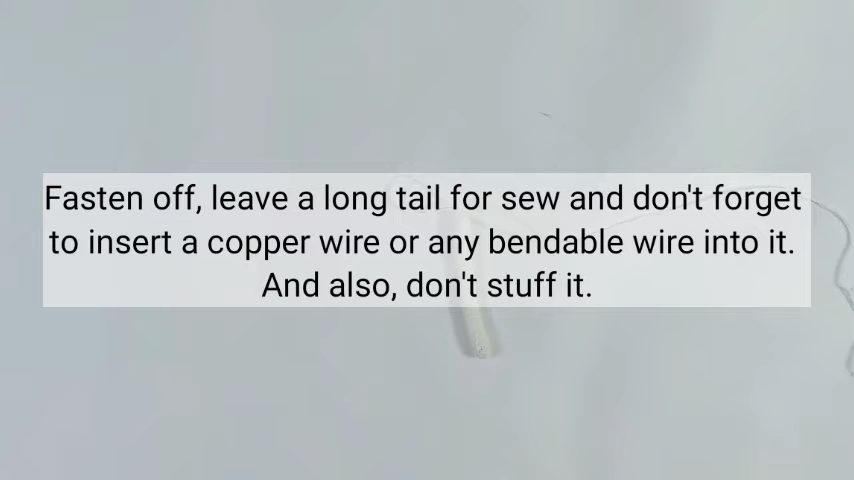 Fasten off, leave a long tail for sew and don't forget
to insert a copper wire or any bendable wire into it.
And also, don't stuff it.